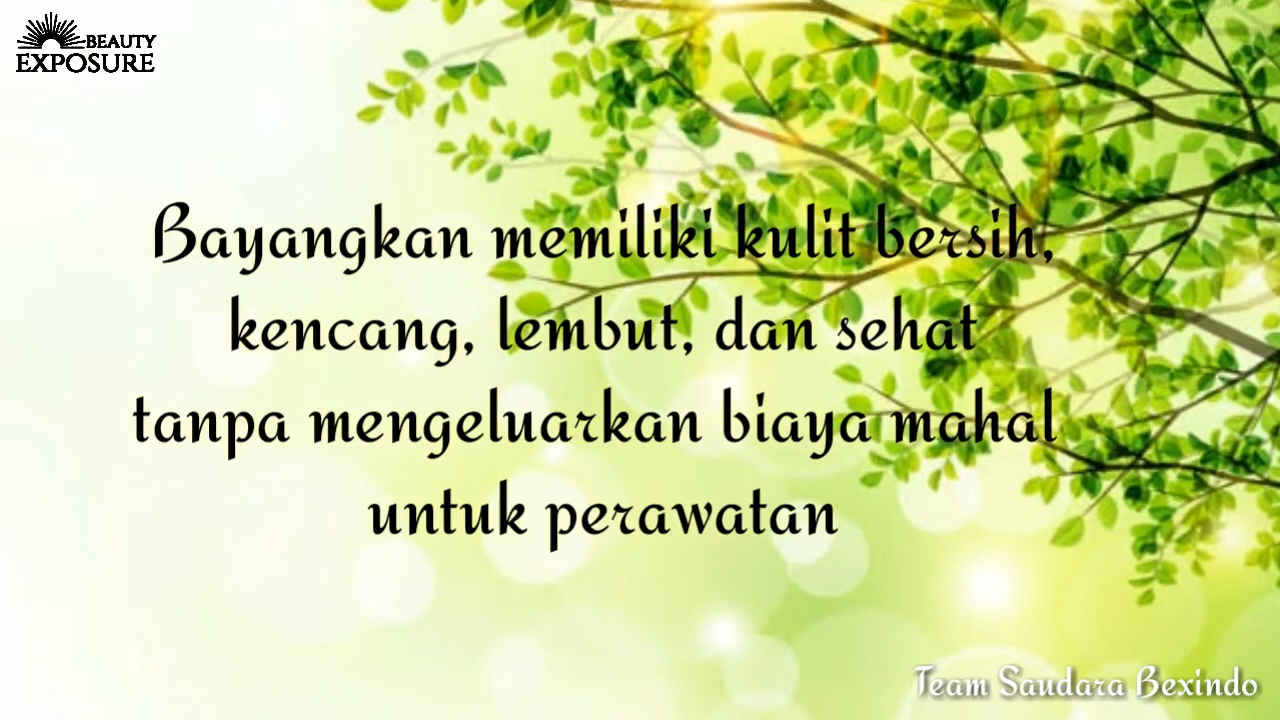 BEAUTY
EXPOSURE
Bayangkan memiliki kulit bersih,
kencang, lembut, dan sehat
tanpa mengeluarkan biaya mahal
untuk perawatan
Team Saudara Bexindo